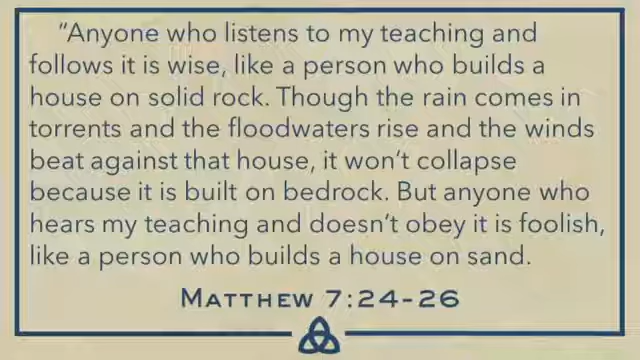 “Anyone who listens to my teaching and
follows it is wise, like a person who builds a
house on solid rock. Though the rain comes in
torrents and the floodwaters rise and the winds
beat against that house, it won’t collapse
because it is built on bedrock. But anyone who
hears my teaching and doesn’t obey it is foolish,
like a person who builds a house on sand.
Matthew 7:24-26